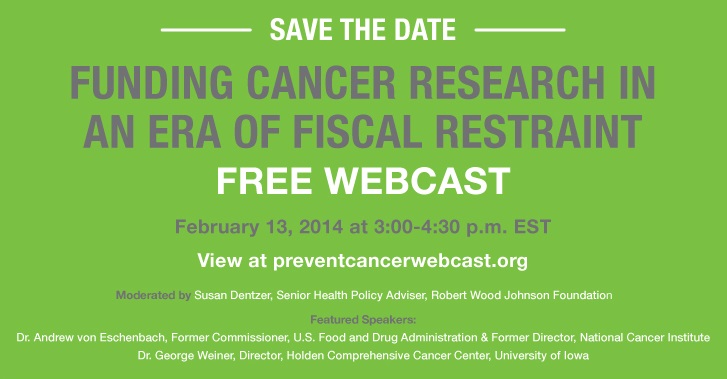 SAVE THE DATE
FUNDING CANCER RESEARCH IN
AN ERA OF FISCAL RESTRAINT
FREE WEBCAST
February 13, 2014 at 3:00-4:30 p.m. EST
View at preventcancerwebcast.org
Moderated by Susan Dentzer, Senior Health Policy Adviser, Robert Wood Johnson Foundation
Featured Speakers:
Dr. Andrew von Eschenbach, Former Commissioner, U.S. Food and Drug Administration & Former Director, National Cancer Institute
Dr. George Weiner, Director, Holden Comprehensive Cancer Center, University of Iowa